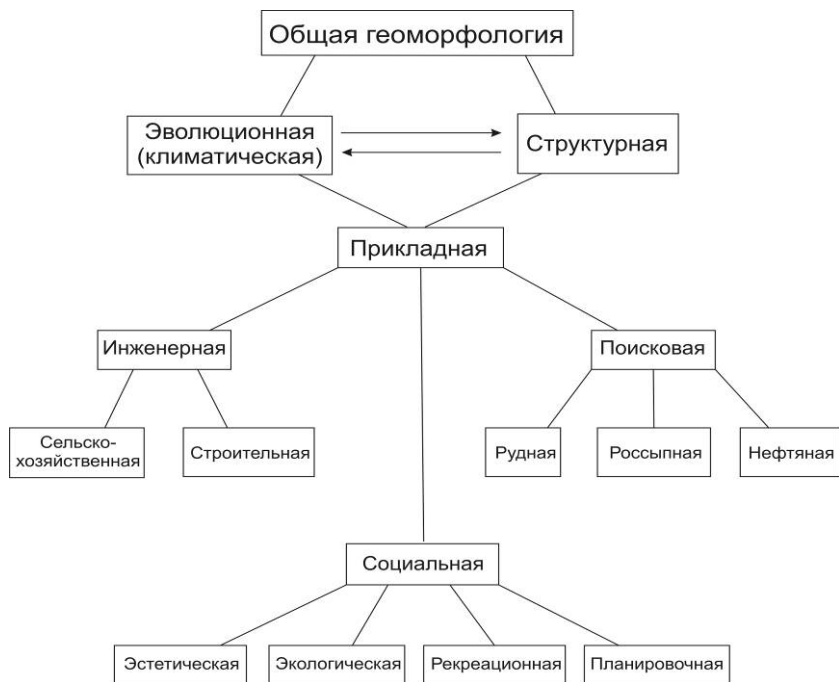 Общая геоморфология
Эволюционная
(климатическая)
Структурная
Прикладная
Инженерная
Поисковая
Сельско-
хозяйственная
Строительная
Рудная
Россыпная
Нефтяная
Социальная
Эстетическая
Экологическая
Рекреационная
Планировочная